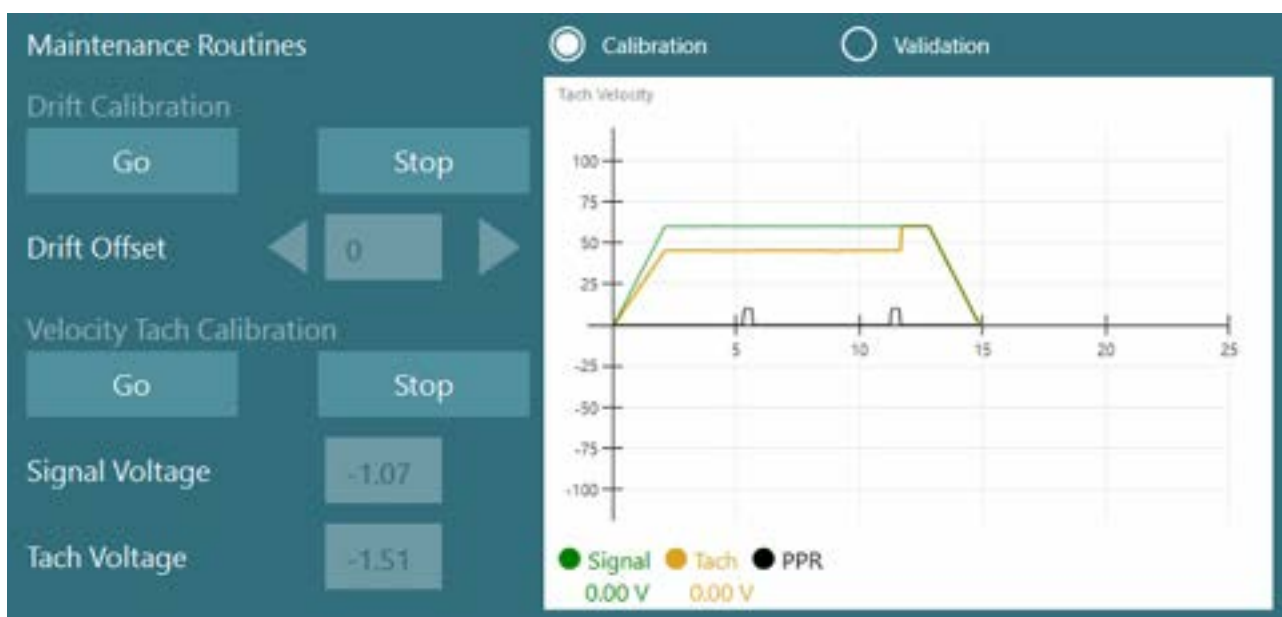 Maintenance Routines
Calibration
Validation
Drift Calibration
Go
Stop
Drift Offset
0
Velocity Tach Calibration
Go
Stop
Signal Voltage
-1.07
Tach Voltage
-1.51
Tach Velocity
100
75
50
25
-25
-50
-75
-100
5
10
15
20
25
Signal
Tach
PPR
0.00 V
0.00 V